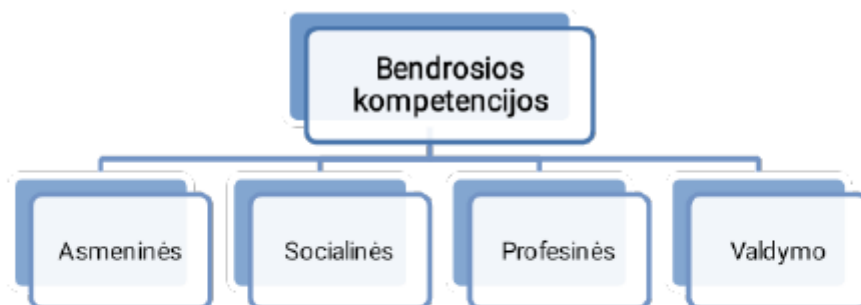 Bendrosios
kompetencijos
Asmeninės
Socialinės
Profesinės
Valdymo